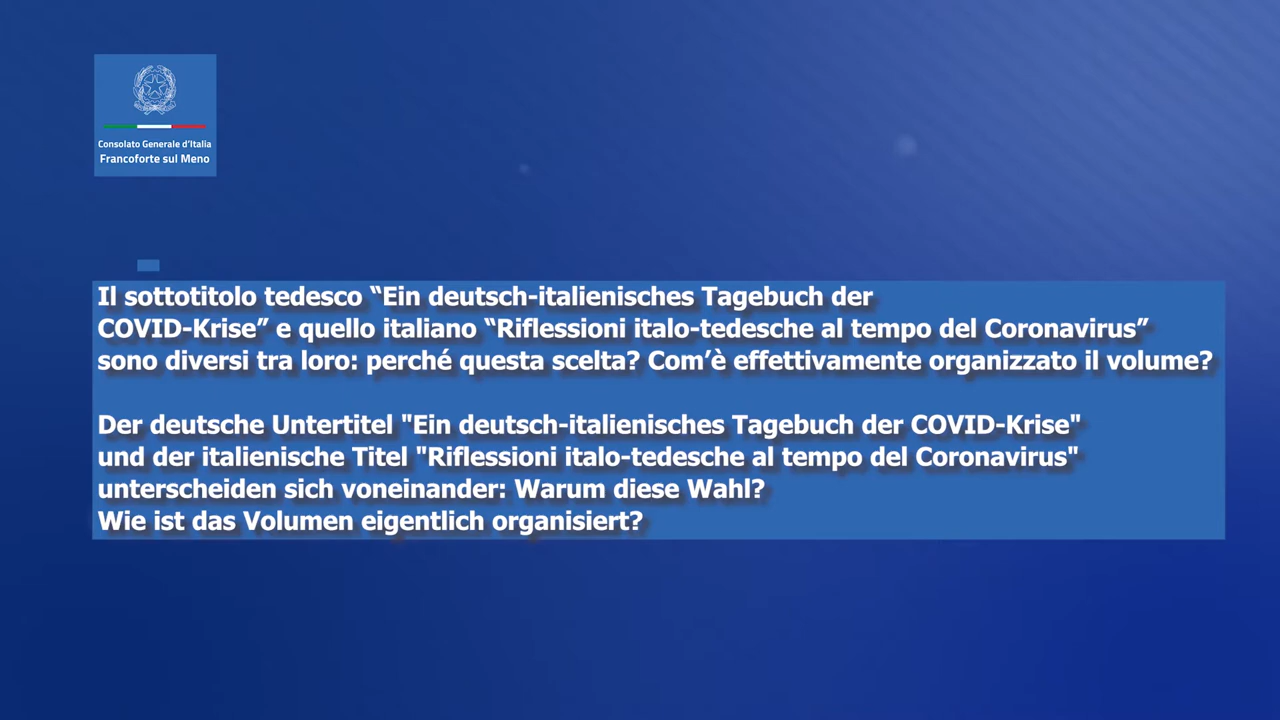 Consolato Generale d'Italia
Francoforte sul Meno
Il sottotitolo tedesco “Ein deutsch-italienisches Tagebuch der
COVID-Krise” e quello italiano “Riflessioni italo-tedesche al tempo del Coronavirus”
sono diversi tra loro: perché questa scelta? Com’è effettivamente organizzato il volume?
Der deutsche Untertitel "Ein deutsch-italienisches Tagebuch der COVID-Krise"
und der italienische Titel "Riflessioni italo-tedesche al tempo del Coronavirus"
unterscheiden sich voneinander: Warum diese Wahl?
Wie ist das Volumen eigentlich organisiert?